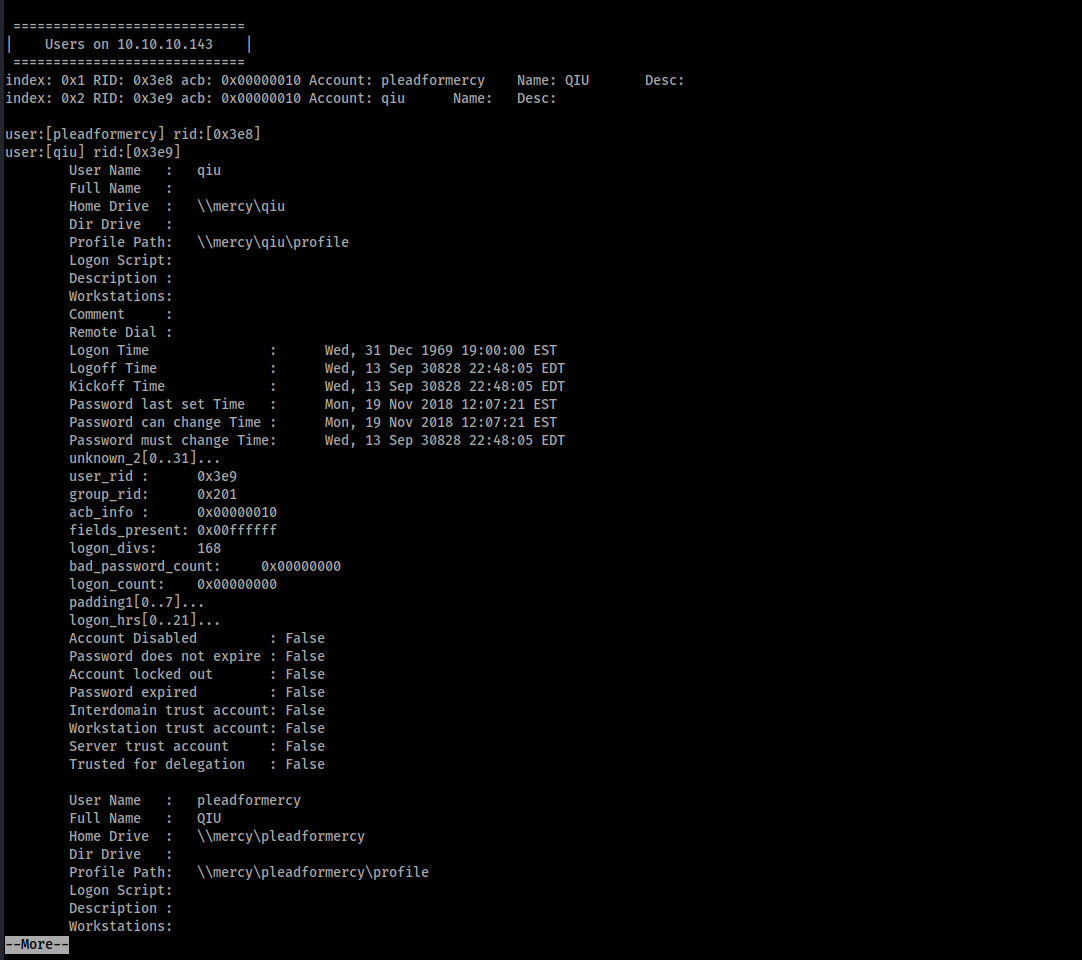 =============================
|    Users on 10.10.10.143    |
=============================
index: 0x1 RID: 0x3e8 acb: 0x00000010 Account: pleadformercy    Name: QIU       Desc:
index: 0x2 RID: 0x3e9 acb: 0x00000010 Account: qiu      Name:   Desc:

user:[pleadformercy] rid:[0x3e8]
user:[qiu] rid:[0x3e9]
        User Name   :   qiu
        Full Name   :
        Home Drive  :   \\mercy\qiu
        Dir Drive   :
        Profile Path:   \\mercy\qiu\profile
        Logon Script:
        Description :
        Workstations:
        Comment     :
        Remote Dial :
        Logon Time               :      Wed, 31 Dec 1969 19:00:00 EST
        Logoff Time              :      Wed, 13 Sep 30828 22:48:05 EDT
        Kickoff Time             :      Wed, 13 Sep 30828 22:48:05 EDT
        Password last set Time   :      Mon, 19 Nov 2018 12:07:21 EST
        Password can change Time :      Mon, 19 Nov 2018 12:07:21 EST
        Password must change Time:      Wed, 13 Sep 30828 22:48:05 EDT
        unknown_2[0..31]...
        user_rid :      0x3e9
        group_rid:      0x201
        acb_info :      0x00000010
        fields_present: 0x00ffffff
        logon_divs:     168
        bad_password_count:     0x00000000
        logon_count:    0x00000000
        padding1[0..7]...
        logon_hrs[0..21]...
        Account Disabled         : False
        Password does not expire : False
        Account locked out       : False
        Password expired         : False
        Interdomain trust account: False
        Workstation trust account: False
        Server trust account     : False
        Trusted for delegation   : False

        User Name   :   pleadformercy
        Full Name   :   QIU
        Home Drive  :   \\mercy\pleadformercy
        Dir Drive   :
        Profile Path:   \\mercy\pleadformercy\profile
        Logon Script:
        Description :
        Workstations:
--More--